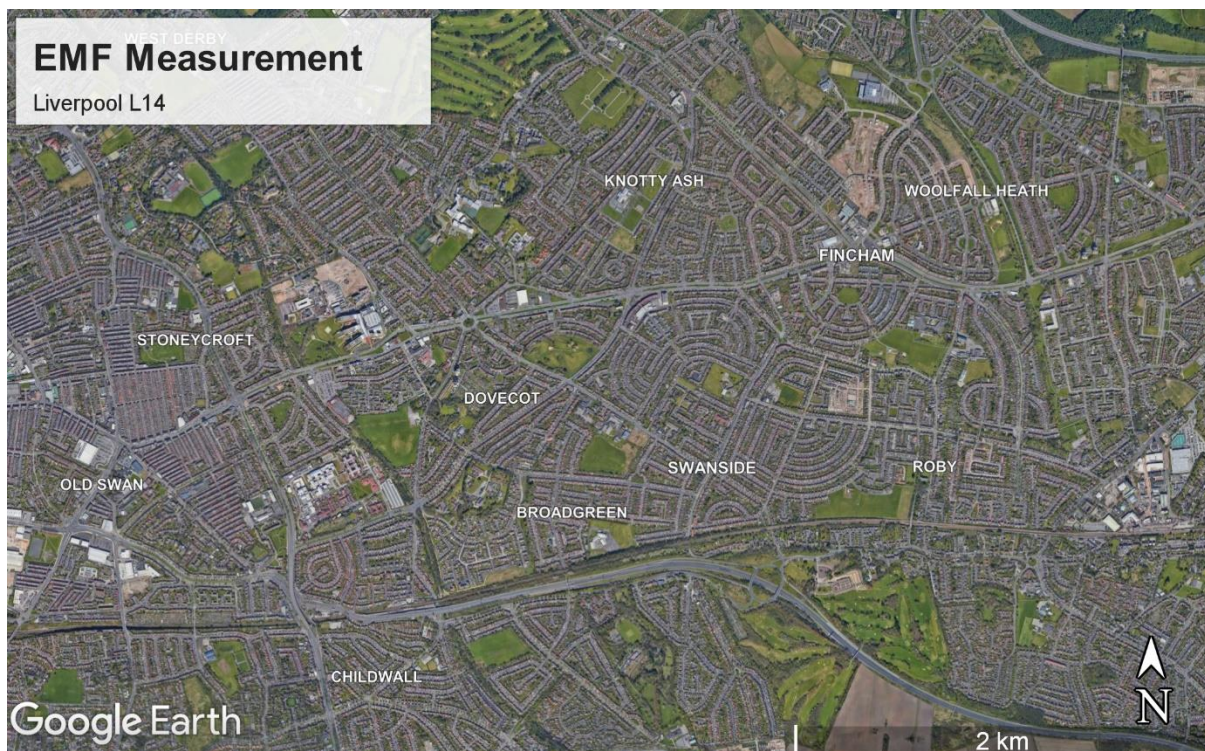 WEST DERBY
EMF Measurement
Liverpool L14
KNOTTY ASH
WOOLFALL HEATH
FINCHAM
STONEYCROFT
DOVECOT
SWANSIDE
ROBY
OLD SWAN
BROADGREEN
CHILDWALL
N
Google Earth
2 km